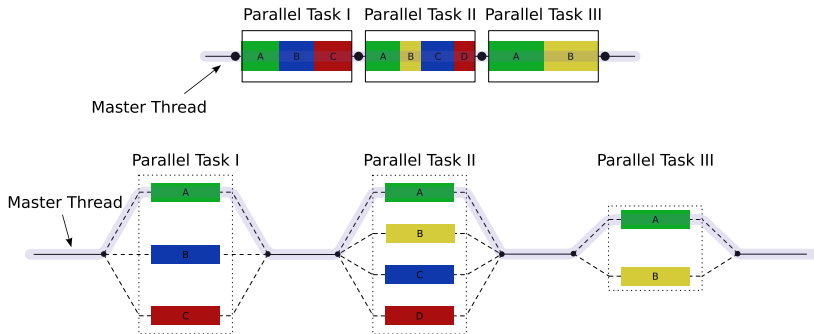 Parallel Task I Parallel Task II Parallel Task III
A B C A B C D A B
Master Thread
Parallel Task I Parallel Task II Parallel Task III
A A
Master Thread
A
B
B
C
B
C D